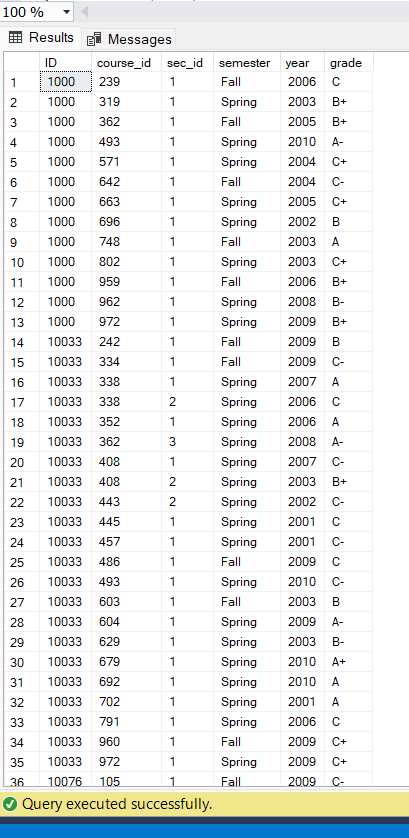 100 %
Results Messages
ID course_id sec_id semester year grade
1 1000 239 1 Fall 2006 C
2 1000 319 1 Spring 2003 B+
3 1000 362 1 Fall 2005 B+
4 1000 493 1 Spring 2010 A-
5 1000 571 1 Spring 2004 C+
6 1000 642 1 Fall 2004 C-
7 1000 663 1 Spring 2005 C+
8 1000 696 1 Spring 2002 B
9 1000 748 1 Fall 2003 A
10 1000 802 1 Spring 2003 C+
11 1000 959 1 Fall 2006 B+
12 1000 962 1 Spring 2008 B-
13 1000 972 1 Spring 2009 B+
14 10033 242 1 Fall 2009 B
15 10033 334 1 Fall 2009 C-
16 10033 338 1 Spring 2007 A
17 10033 338 2 Spring 2006 C
18 10033 352 1 Spring 2006 A
19 10033 362 3 Spring 2008 A-
20 10033 408 1 Spring 2007 C-
21 10033 408 2 Spring 2003 B+
22 10033 443 2 Spring 2002 C-
23 10033 445 1 Spring 2001 C
24 10033 457 1 Spring 2001 C-
25 10033 486 1 Fall 2009 C
26 10033 493 1 Spring 2010 C-
27 10033 603 1 Fall 2003 B
28 10033 604 1 Spring 2009 A-
29 10033 629 1 Spring 2003 B-
30 10033 679 1 Spring 2010 A+
31 10033 692 1 Spring 2010 A
32 10033 702 1 Spring 2001 A
33 10033 791 1 Spring 2006 C
34 10033 960 1 Fall 2009 C+
35 10033 972 1 Spring 2009 C+
36 10076 105 1 Fall 2009 C-
Query executed successfully.